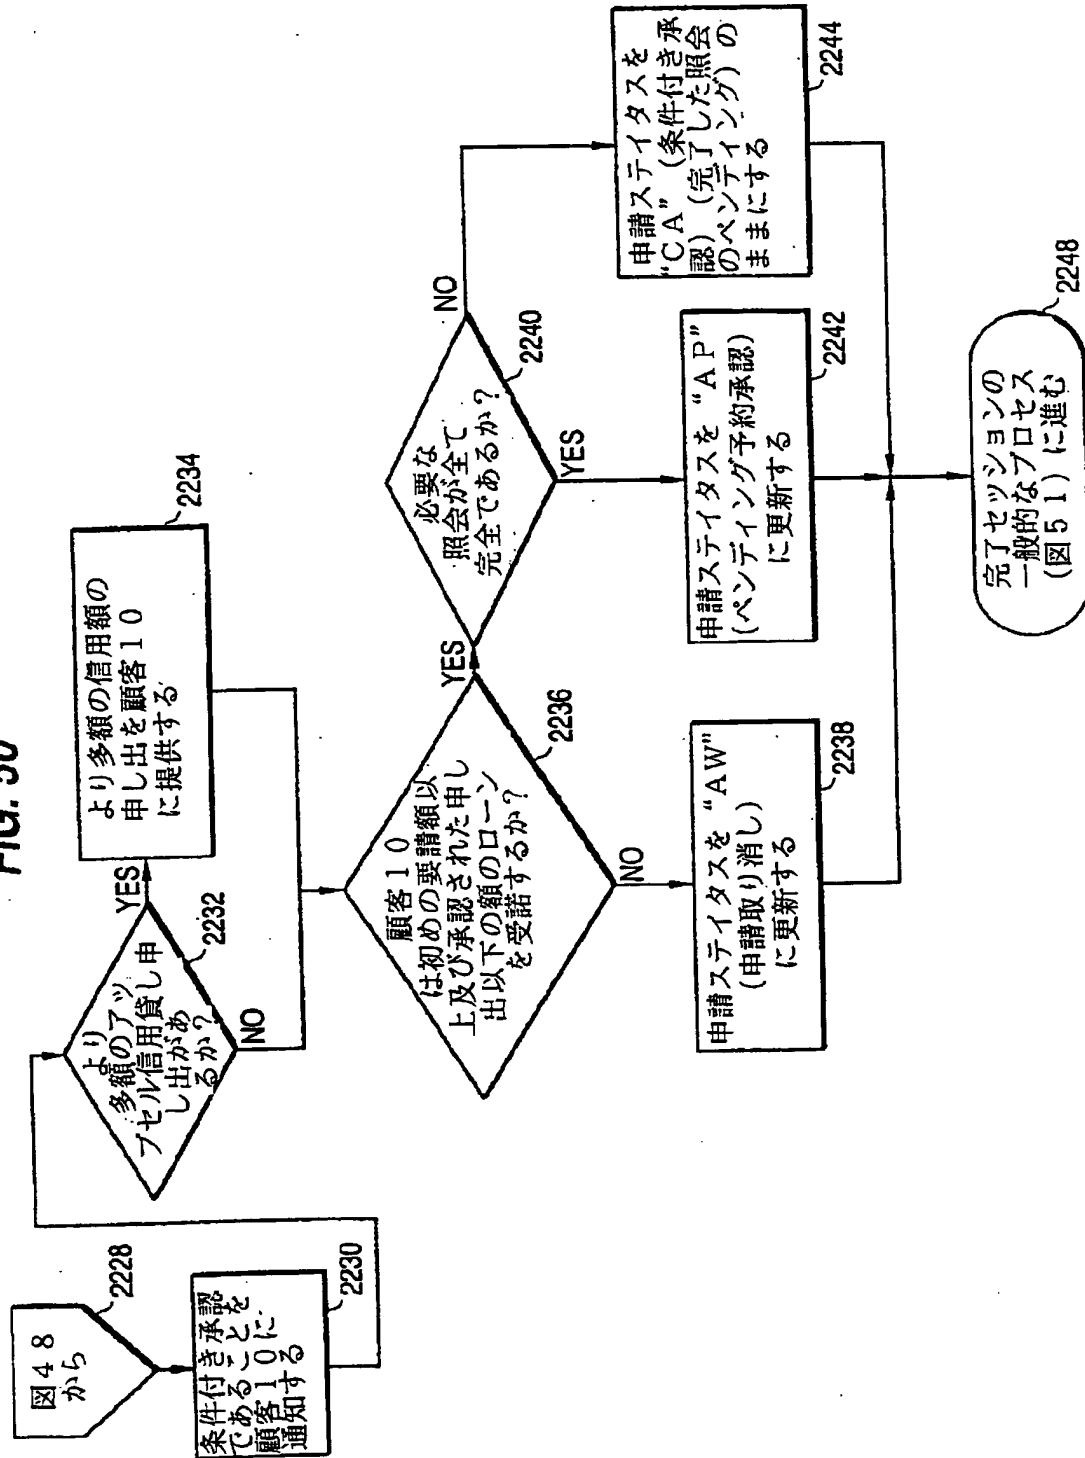 FIG. 50
図４８
から
2228
条件付き承認
であることを
顧客１０に
通知する
2230
より
多額のアッ
プセル信用貸し申
し出があ
るか？
2232
YES
NO
より多額の信用額の
申し出を顧客１０
に提供する
2234
顧客１０
は初めの要請額以
上及び承認された申し
出以下の額のローン
を受諾するか？
2236
YES
NO
申請ステイタスを“AW”
(申請取り消し)
に更新する
2238
必要な
照会が全て
完全であるか？
2240
NO
YES
申請ステイタスを“AP”
(ペンディング予約承認)
に更新する
2242
申請ステイタスを
“CA”（条件付き承
認）（完了した照会
のペンディング）の
ままにする
2244
完了セッションの
一般的なプロセス
(図５１)に進む
2248